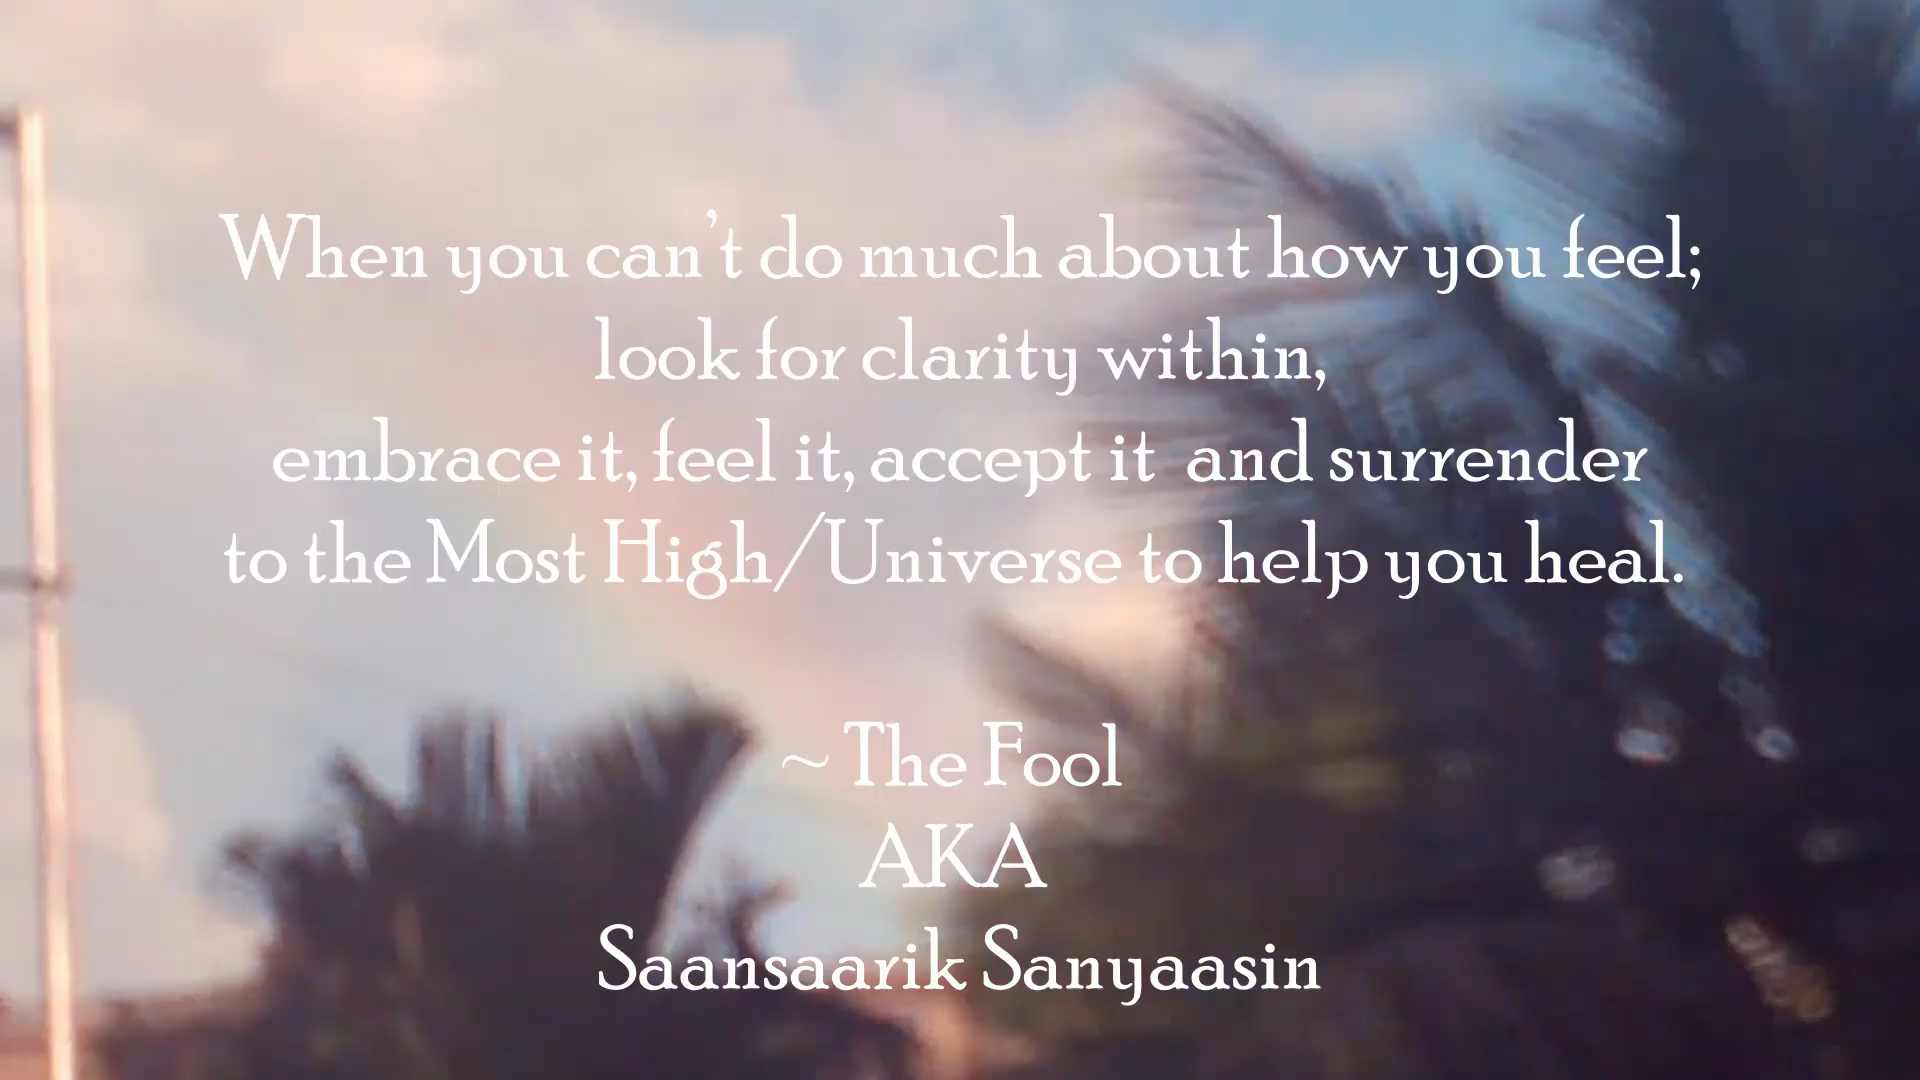 When you can't do much about how you feel;
look for clarity within,
embrace it, feel it, accept it  and surrender
to the Most High/Universe to help you heal.
~ The Fool
AKA
Saansaarik Sanyaasin